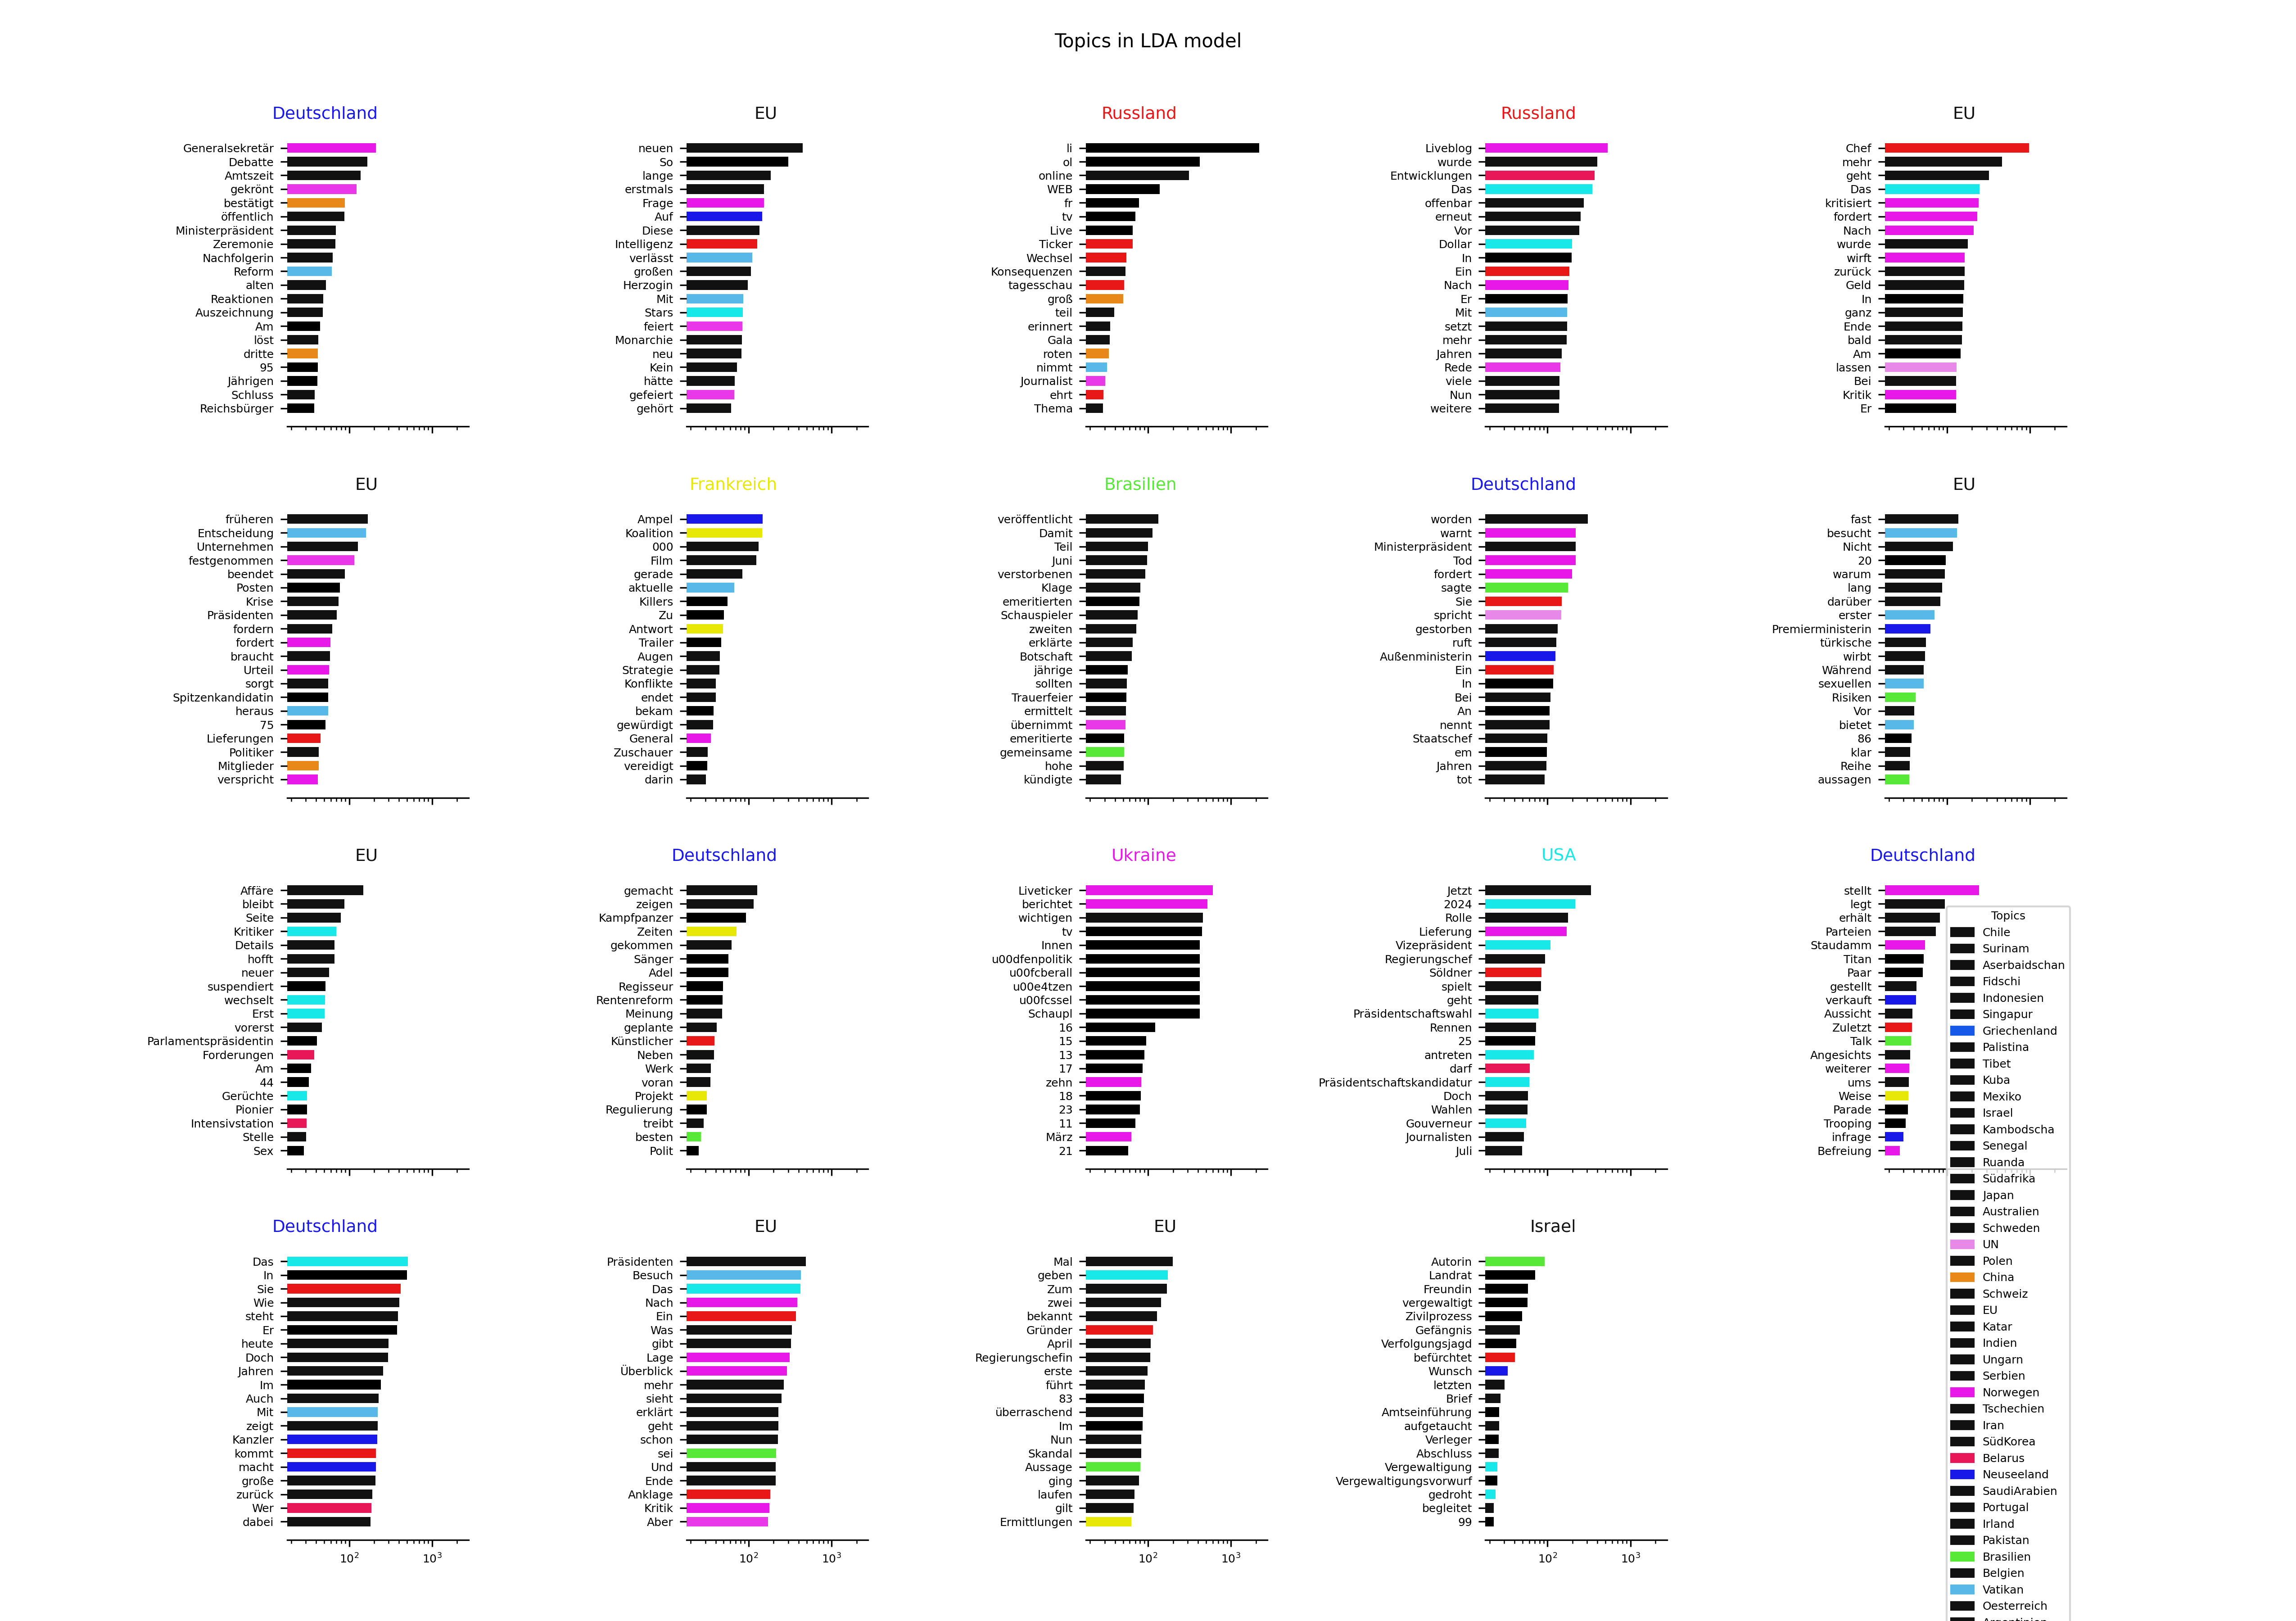 Topics in LDA model
Deutschland
Generalsekretär
Debatte
Amtszeit
gekrönt
bestätigt
öffentlich
Ministerpräsident
Zeremonie
Nachfolgerin
Reform
alten
Reaktionen
Auszeichnung
Am
löst
dritte
95
Jährigen
Schluss
Reichsbürger
EU
neuen
So
lange
erstmals
Frage
Auf
Diese
Intelligenz
verlässt
großen
Herzogin
Mit
Stars
feiert
Monarchie
neu
Kein
hätte
gefeiert
gehört
Russland
li
ol
online
WEB
fr
tv
Live
Ticker
Wechsel
Konsequenzen
tagesschau
groß
teil
erinnert
Gala
roten
nimmt
Journalist
ehrt
Thema
Russland
Liveblog
wurde
Entwicklungen
Das
offenbar
erneut
Vor
Dollar
In
Ein
Nach
Er
Mit
setzt
mehr
Jahren
Rede
viele
Nun
weitere
EU
Chef
mehr
geht
Das
kritisiert
fordert
Nach
wurde
wirft
zurück
Geld
In
ganz
Ende
bald
Am
lassen
Bei
Kritik
Er
EU
früheren
Entscheidung
Unternehmen
festgenommen
beendet
Posten
Krise
Präsidenten
fordern
fordert
braucht
Urteil
sorgt
Spitzenkandidatin
heraus
75
Lieferungen
Politiker
Mitglieder
verspricht
Frankreich
Ampel
Koalition
000
Film
gerade
aktuelle
Killers
Zu
Antwort
Trailer
Augen
Strategie
Konflikte
endet
bekam
gewürdigt
General
Zuschauer
vereidigt
darin
Brasilien
veröffentlicht
Damit
Teil
Juni
verstorbenen
Klage
emeritierten
Schauspieler
zweiten
erklärte
Botschaft
jährige
sollten
Trauerfeier
ermittelt
übernimmt
emeritierte
gemeinsame
hohe
kündigte
Deutschland
worden
warnt
Ministerpräsident
Tod
fordert
sagte
Sie
spricht
gestorben
ruft
Außenministerin
Ein
In
Bei
An
nennt
Staatschef
em
Jahren
tot
EU
fast
besucht
Nicht
20
warum
lang
darüber
erster
Premierministerin
türkische
wirbt
Während
sexuellen
Risiken
Vor
bietet
86
klar
Reihe
aussagen
EU
Affäre
bleibt
Seite
Kritiker
Details
hofft
neuer
suspendiert
wechselt
Erst
vorerst
Parlamentspräsidentin
Forderungen
Am
44
Gerüchte
Pionier
Intensivstation
Stelle
Sex
Deutschland
gemacht
zeigen
Kampfpanzer
Zeiten
gekommen
Sänger
Adel
Regisseur
Rentenreform
Meinung
geplante
Künstlicher
Neben
Werk
voran
Projekt
Regulierung
treibt
besten
Polit
Ukraine
Liveticker
berichtet
wichtigen
tv
Innen
u00dfenpolitik
u00fcberall
u00e4tzen
u00fcssel
Schaupl
16
15
13
17
zehn
18
23
11
März
21
USA
Jetzt
2024
Rolle
Lieferung
Vizepräsident
Regierungschef
Söldner
spielt
geht
Präsidentschaftswahl
Rennen
25
antreten
darf
Präsidentschaftskandidatur
Doch
Wahlen
Gouverneur
Journalisten
Juli
Deutschland
stellt
legt
erhält
Parteien
Staudamm
Titan
Paar
gestellt
verkauft
Aussicht
Zuletzt
Talk
Angesichts
weiterer
ums
Weise
Parade
Trooping
infrage
Befreiung
Topics
Chile
Surinam
Aserbaidschan
Fidschi
Indonesien
Singapur
Griechenland
Palistina
Tibet
Kuba
Mexiko
Israel
Kambodscha
Senegal
Ruanda
Südafrika
Japan
Australien
Schweden
UN
Polen
China
Schweiz
EU
Katar
Indien
Ungarn
Serbien
Norwegen
Tschechien
Iran
SüdKorea
Belarus
Neuseeland
SaudiArabien
Portugal
Irland
Pakistan
Brasilien
Belgien
Vatikan
Oesterreich
Deutschland
Das
In
Sie
Wie
steht
Er
heute
Doch
Jahren
Im
Auch
Mit
zeigt
Kanzler
kommt
macht
große
zurück
Wer
dabei
10² 10³
EU
Präsidenten
Besuch
Das
Nach
Ein
Was
gibt
Lage
Überblick
mehr
sieht
erklärt
geht
schon
sei
Und
Ende
Anklage
Kritik
Aber
10² 10³
EU
Mal
geben
Zum
zwei
bekannt
Gründer
April
Regierungschefin
erste
führt
83
überraschend
Im
Nun
Skandal
Aussage
ging
laufen
gilt
Ermittlungen
10² 10³
Israel
Autorin
Landrat
Freundin
vergewaltigt
Zivilprozess
Gefängnis
Verfolgungsjagd
befürchtet
Wunsch
letzten
Brief
Amtseinführung
aufgetaucht
Verleger
Abschluss
Vergewaltigung
Vergewaltigungsvorwurf
gedroht
begleitet
99
10² 10³